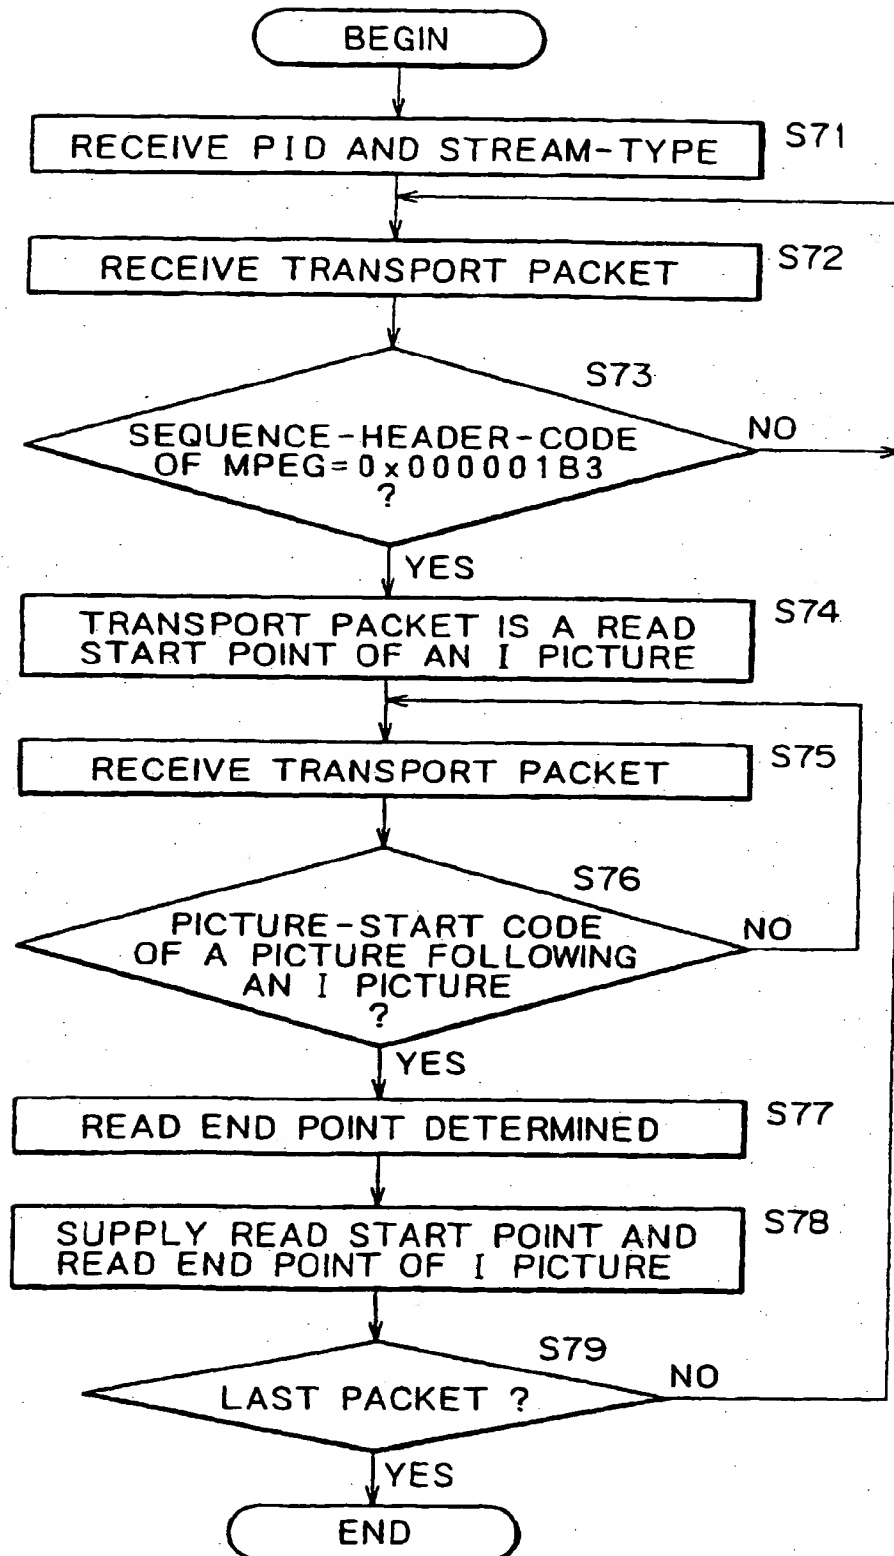 BEGIN
RECEIVE PID AND STREAM-TYPE
S71
RECEIVE TRANSPORT PACKET
S72
S73
SEQUENCE-HEADER-CODE
OF MPEG=0x000001B3
?
NO
YES
TRANSPORT PACKET IS A READ
START POINT OF AN I PICTURE
S74
RECEIVE TRANSPORT PACKET
S75
S76
PICTURE-START CODE
OF A PICTURE FOLLOWING
AN I PICTURE
?
NO
YES
READ END POINT DETERMINED
S77
SUPPLY READ START POINT AND
READ END POINT OF I PICTURE
S78
S79
LAST PACKET ?
NO
YES
END